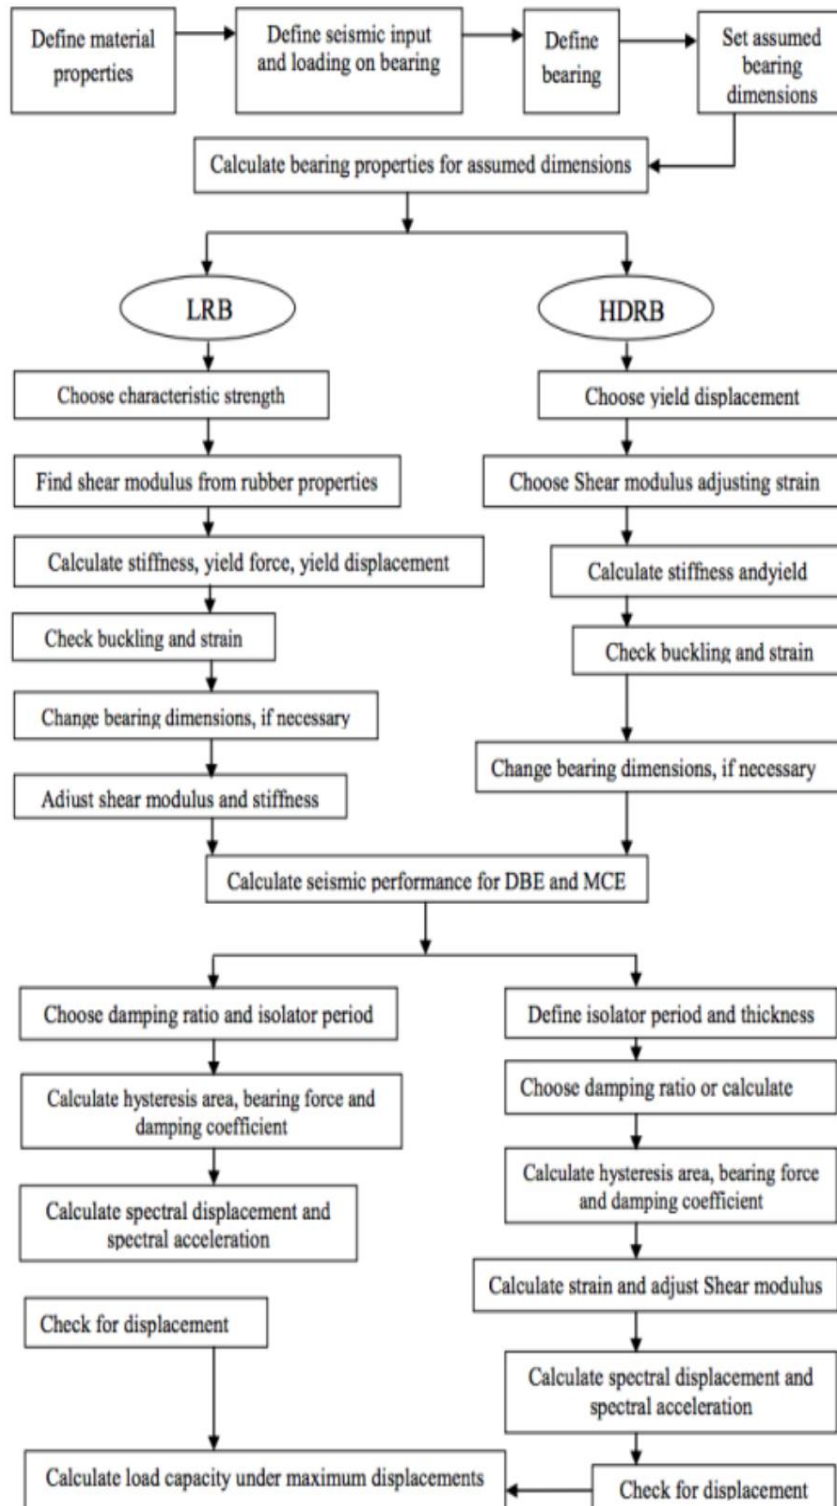 Define material
properties
Define seismic input
and loading on bearing
Define
bearing
Set assumed
bearing
dimensions
Calculate bearing properties for assumed dimensions
LRB
HDRB
Choose characteristic strength
Choose yield displacement
Find shear modulus from rubber properties
Choose Shear modulus adjusting strain
Calculate stiffness, yield force, yield displacement
Calculate stiffness andyield
Check buckling and strain
Check buckling and strain
Change bearing dimensions, if necessary
Change bearing dimensions, if necessary
Adjust shear modulus and stiffness
Calculate seismic performance for DBE and MCE
Choose damping ratio and isolator period
Define isolator period and thickness
Calculate hysteresis area, bearing force and
damping coefficient
Choose damping ratio or calculate
Calculate hysteresis area, bearing force
and damping coefficient
Calculate spectral displacement and
spectral acceleration
Calculate strain and adjust Shear modulus
Check for displacement
Calculate spectral displacement and
spectral acceleration
Calculate load capacity under maximum displacements
Check for displacement